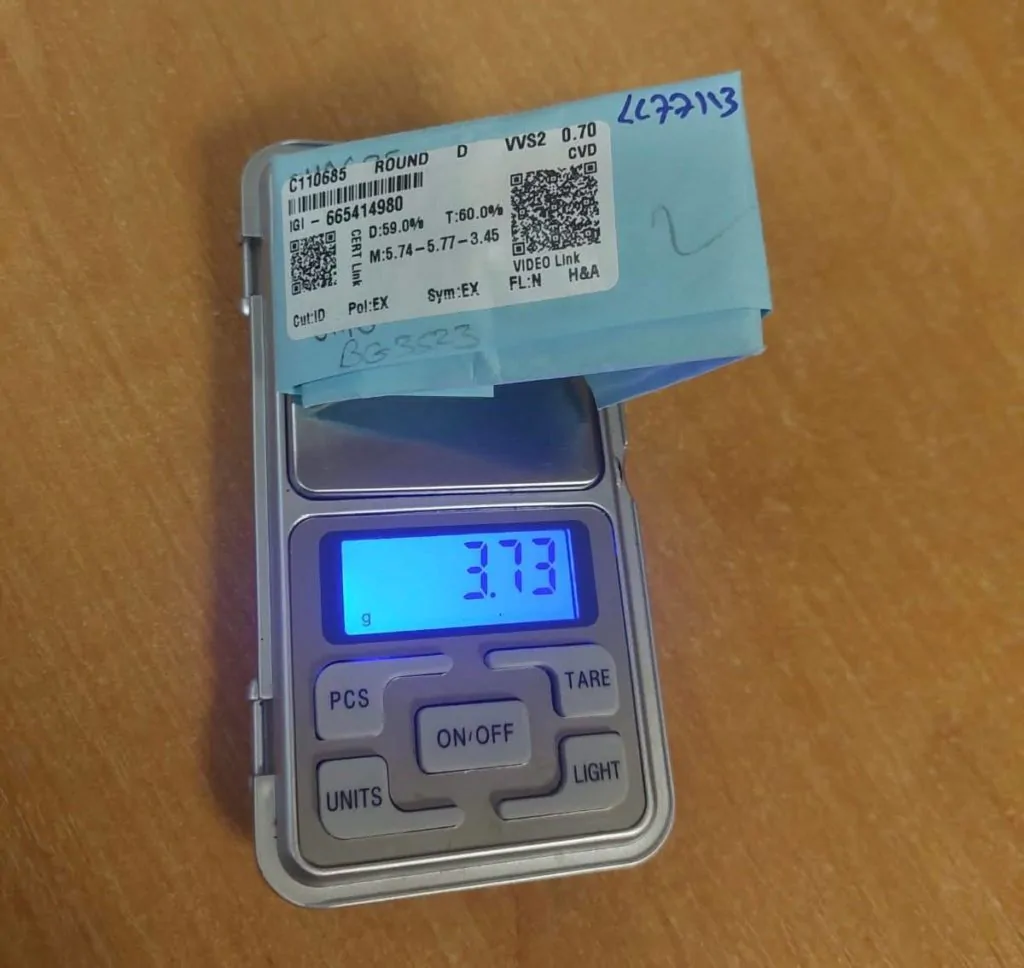 LC77113
C110685 ROUND D VVS2 0.70
CVD
IGI - 665414980
D:59.0% T:60.0%
CERT Link
M:5.74-5.77-3.45
VIDEO Link
Cut:ID Pol:EX Sym:EX FL:N H&A
BG3523
3.73
g
PCS
TARE
ON/OFF
UNITS
LIGHT